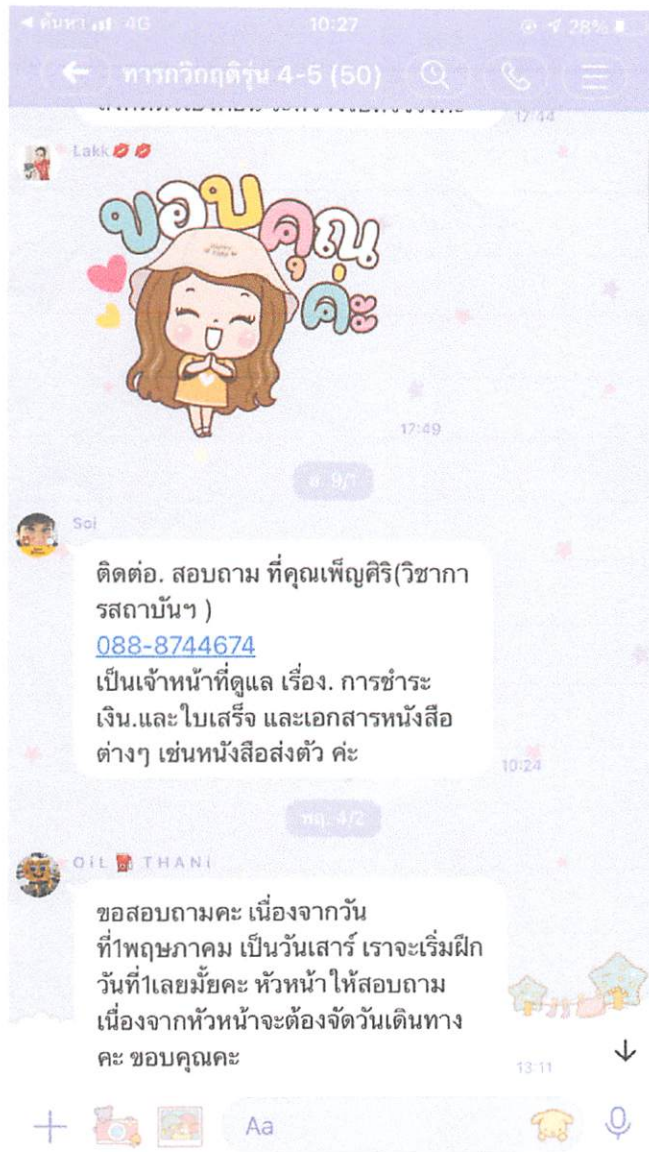 ค้นหา 4G 10:27 28%
ทารกวิกฤติรุ่น 4-5 (50)
17:44
Lakk
ขอบคุณ
ค่ะ
17:49
ส. 9/1
Soi
ติดต่อ. สอบถาม ที่คุณเพ็ญศิริ(วิชากา
รสถาบันฯ )
088-8744674
เป็นเจ้าหน้าที่ดูแล เรื่อง. การชำระ
เงิน.และใบเสร็จ และเอกสารหนังสือ
ต่างๆ เช่นหนังสือส่งตัว ค่ะ
10:24
พฤ. 4/2
OiL THANi
ขอสอบถามคะ เนื่องจากวัน
ที่1พฤษภาคม เป็นวันเสาร์ เราจะเริ่มฝึก
วันที่1เลยมั้ยคะ หัวหน้าให้สอบถาม
เนื่องจากหัวหน้าจะต้องจัดวันเดินทาง
คะ ขอบคุณคะ
13:11
Aa